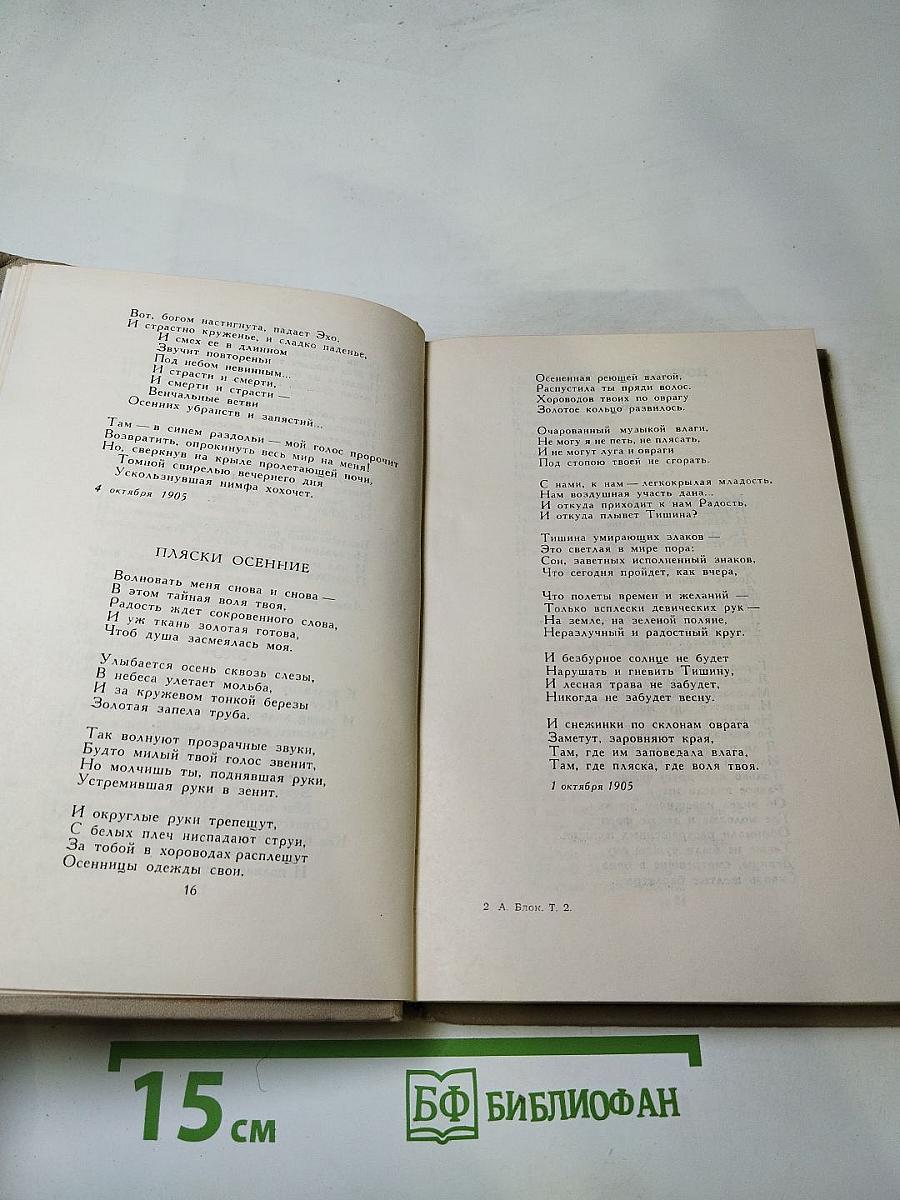 Вот, богом настигнута, падает Эхо,
И страстно круженье, и сладко паденье,
И смех ее в длинном
Звучит повтореньи
Под небом невинным...
И страсти и смерти,
И смерти и страсти —
Венчальные ветви
Осенних убранств и запястий...
Там — в синем раздольи — мой голос пророчит
Возвратить, опрокинуть весь мир на меня!
Но, сверкнув на крыле пролетающей ночи,
Томной свирелью вечернего дня
Ускользнувшая нимфа хохочет.
4 октября 1905
ПЛЯСКИ ОСЕННИЕ
Волновать меня снова и снова —
В этом тайная воля твоя,
Радость ждет сокровенного слова,
И уж ткань золотая готова,
Чтоб душа засмеялась моя.
Улыбается осень сквозь слезы,
В небеса улетает мольба,
И за кружевом тонкой березы
Золотая запела труба.
Так волнуют прозрачные звуки,
Будто милый твой голос звенит,
Но молчишь ты, поднявшая руки,
Устремившая руки в зенит.
И округлые руки трепещут,
С белых плеч ниспадают струи,
За тобой в хороводах расплещут
Осенницы одежды свои.
16
Осененная реющей влагой,
Распустила ты пряди волос.
Хороводов твоих по оврагу
Золотое кольцо развилось.
Очарованный музыкой влаги,
Не могу я не петь, не плясать,
И не могут луга и овраги
Под стопою твоей не сгорать.
С нами, к нам — легкокрылая младость,
Нам воздушная участь дана...
И откуда приходит к нам Радость,
И откуда плывет Тишина?
Тишина умирающих злаков —
Это светлая в мире пора:
Сон, заветных исполненный знаков,
Что сегодня пройдет, как вчера,
Что полеты времен и желаний —
Только всплески девических рук —
На земле, на зеленой поляне,
Неразлучный и радостный круг.
И безбурное солнце не будет
Нарушать и гневить Тишину,
И лесная трава не забудет,
Никогда не забудет весну.
И снежинки по склонам оврага
Заметут, заровняют края,
Там, где им заповедала влага,
Там, где пляска, где воля твоя.
1 октября 1905
2 А. Блок. Т. 2.
15 см
БФ БИБЛИОФАН